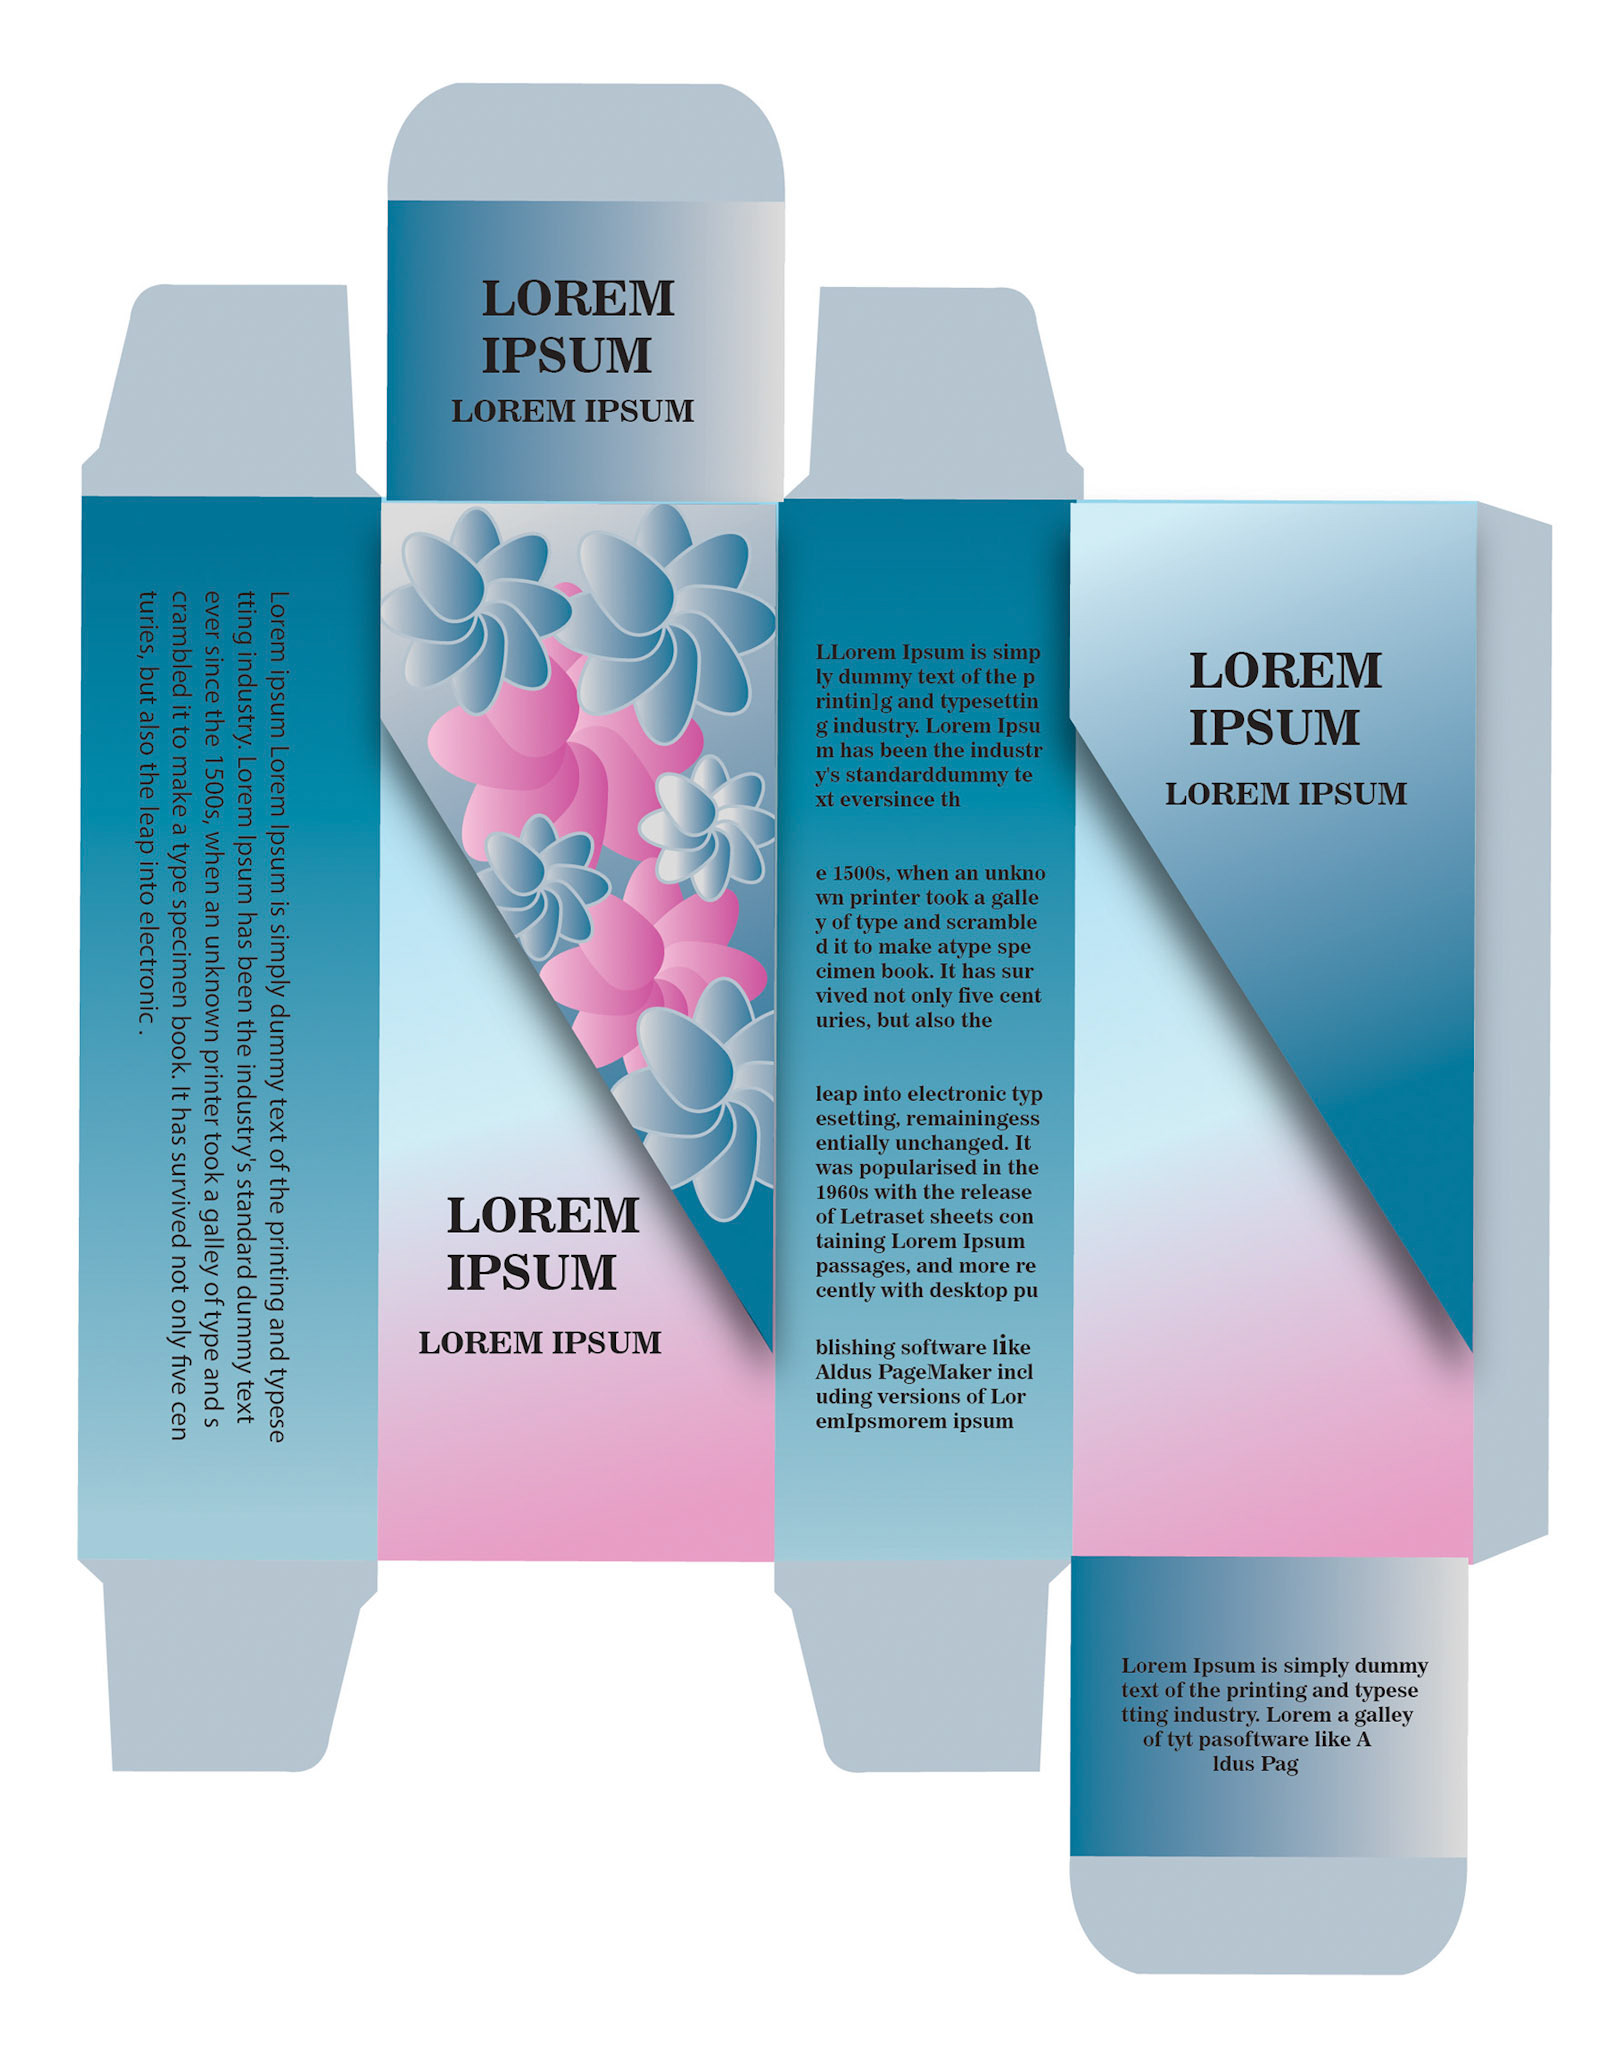 LOREM
IPSUM
LOREM IPSUM
Lorem ipsum Lorem Ipsum is simply dummy text of the printing and typese
tting industry. Lorem Ipsum has been the industry's standard dummy text
ever since the 1500s, when an unknown printer took a galley of type and s
crambled it to make a type specimen book. It has survived not only five cen
turies, but also the leap into electronic .
LOREM
IPSUM
LOREM IPSUM
LLorem Ipsum is simp
ly dummy text of the p
rintin]g and typesettin
g industry. Lorem Ipsu
m has been the industr
y's standarddummy te
xt eversince th
e 1500s, when an unkno
wn printer took a galle
y of type and scramble
d it to make atype spe
cimen book. It has sur
vived not only five cent
uries, but also the
leap into electronic typ
esetting, remainingess
entially unchanged. It
was popularised in the
1960s with the release
of Letraset sheets con
taining Lorem Ipsum
passages, and more re
cently with desktop pu
blishing software like
Aldus PageMaker incl
uding versions of Lor
emIpsmorem ipsum
LOREM
IPSUM
LOREM IPSUM
Lorem Ipsum is simply dummy
text of the printing and typese
tting industry. Lorem a galley
of tyt pasoftware like A
ldus Pag